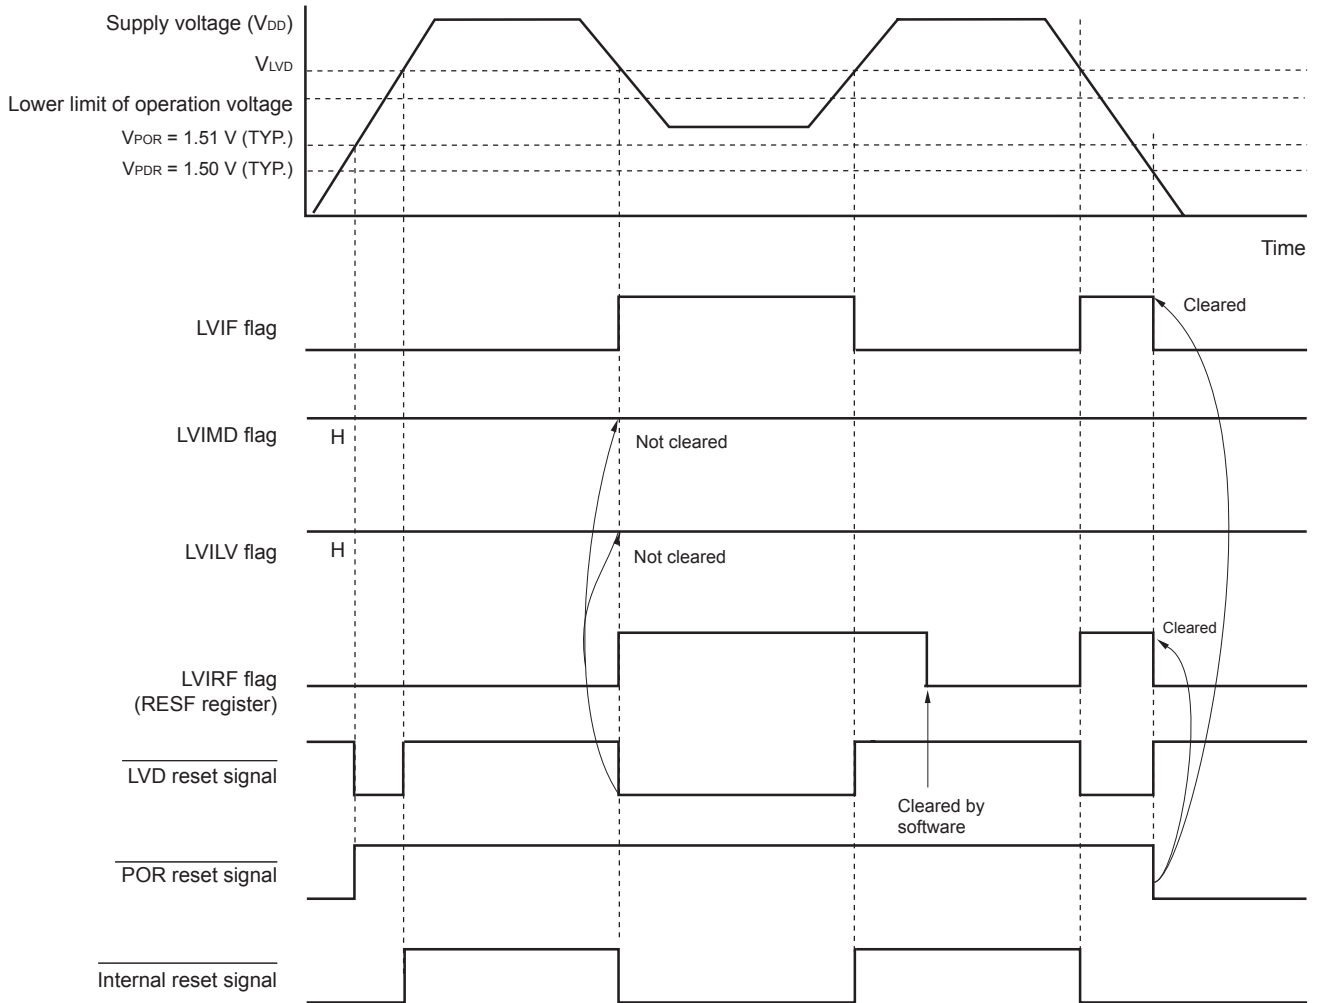 Supply voltage (VDD)
VLVD
Lower limit of operation voltage
VPOR = 1.51 V (TYP.)
VPDR = 1.50 V (TYP.)
Time
LVIF flag
Cleared
LVIMD flag
H
Not cleared
LVILV flag
H
Not cleared
LVIRF flag
(RESF register)
Cleared
LVD reset signal
Cleared by
software
POR reset signal
Internal reset signal